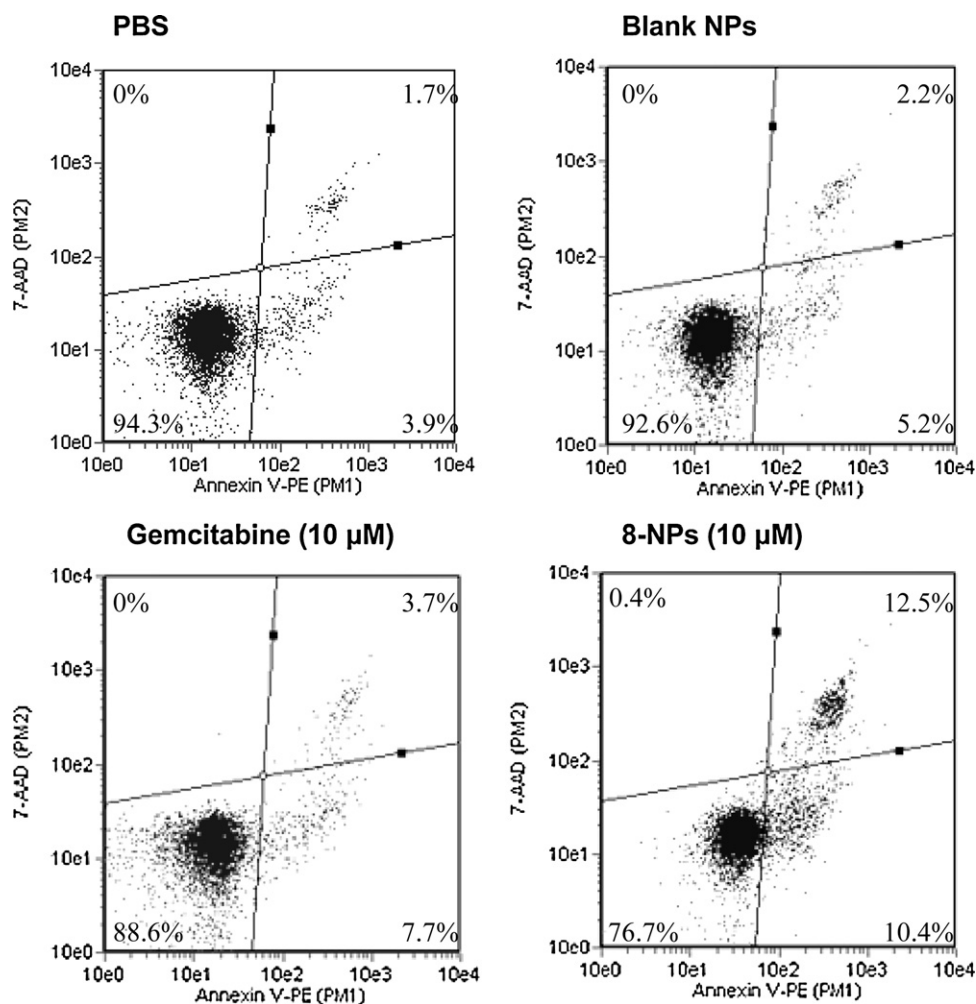 PBS
10e4
0% 1.7%
10e3
7-AAD (PM2)
10e2
10e1
94.3% 3.9%
10e0
10e0 10e1 10e2 10e3 10e4
Annexin V-PE (PM1)
Blank NPs
10e4
0% 2.2%
10e3
7-AAD (PM2)
10e2
10e1
92.6% 5.2%
10e0
10e0 10e1 10e2 10e3 10e4
Annexin V-PE (PM1)
Gemcitabine (10 µM)
10e4
0% 3.7%
10e3
7-AAD (PM2)
10e2
10e1
88.6% 7.7%
10e0
10e0 10e1 10e2 10e3 10e4
Annexin V-PE (PM1)
8-NPs (10 µM)
10e4
0.4% 12.5%
10e3
7-AAD (PM2)
10e2
10e1
76.7% 10.4%
10e0
10e0 10e1 10e2 10e3 10e4
Annexin V-PE (PM1)